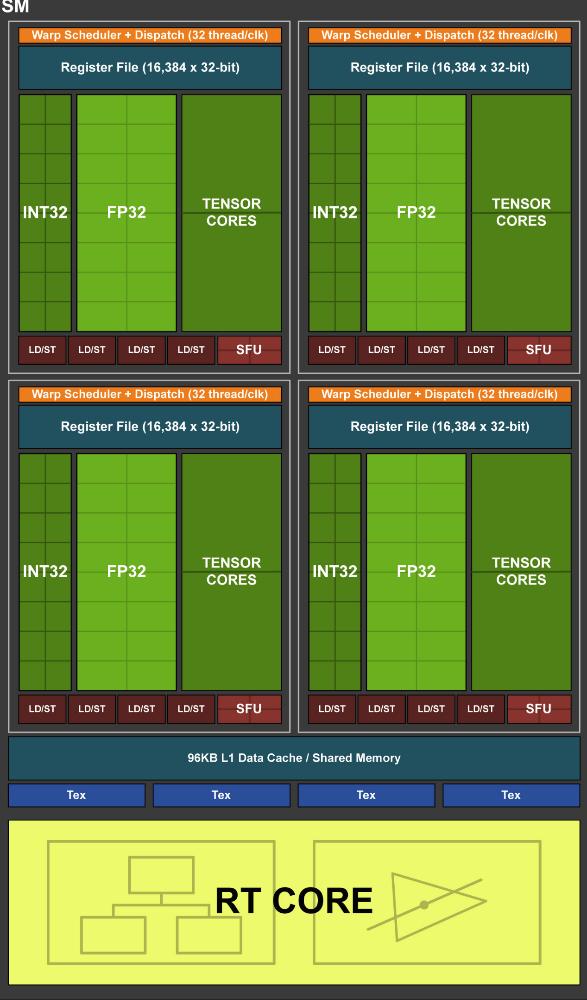 SM
Warp Scheduler + Dispatch (32 thread/clk)
Register File (16,384 x 32-bit)
INT32
FP32
TENSOR
CORES
LD/ST
LD/ST
LD/ST
LD/ST
SFU
Warp Scheduler + Dispatch (32 thread/clk)
Register File (16,384 x 32-bit)
INT32
FP32
TENSOR
CORES
LD/ST
LD/ST
LD/ST
LD/ST
SFU
Warp Scheduler + Dispatch (32 thread/clk)
Register File (16,384 x 32-bit)
INT32
FP32
TENSOR
CORES
LD/ST
LD/ST
LD/ST
LD/ST
SFU
Warp Scheduler + Dispatch (32 thread/clk)
Register File (16,384 x 32-bit)
INT32
FP32
TENSOR
CORES
LD/ST
LD/ST
LD/ST
LD/ST
SFU
96KB L1 Data Cache / Shared Memory
Tex
Tex
Tex
Tex
RT CORE